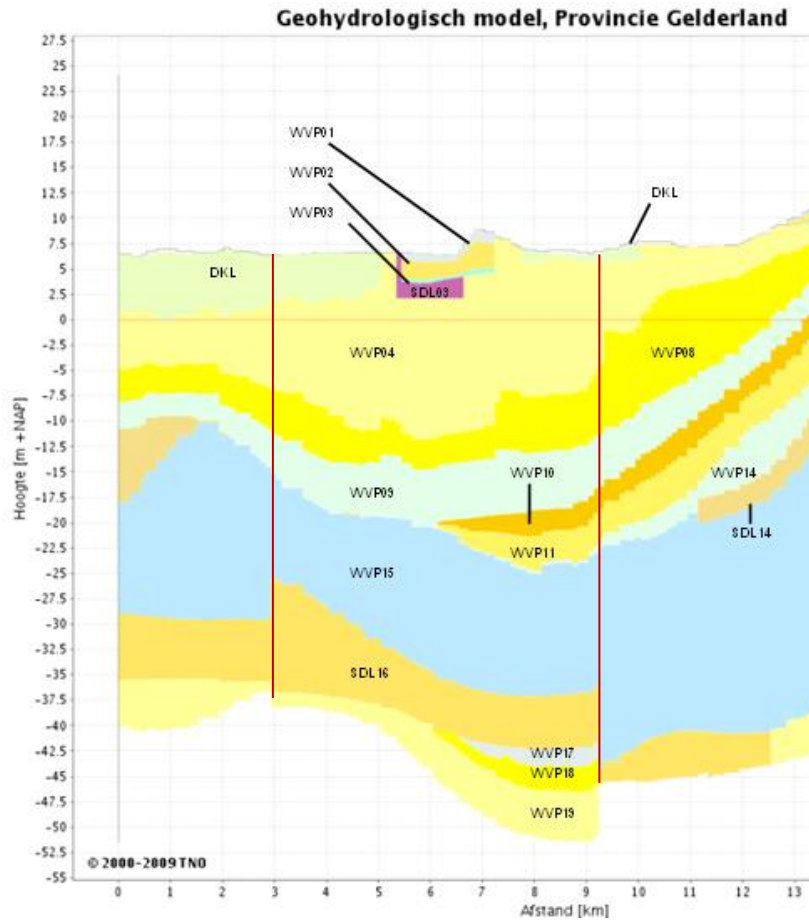 Geohydrologisch model, Provincie Gelderland
27.5
25
22.5
20
17.5
15
12.5
10
7.5
5
2.5
0
-2.5
-5
-7.5
-10
-12.5
-15
-17.5
-20
-22.5
-25
-27.5
-30
-32.5
-35
-37.5
-40
-42.5
-45
-47.5
-50
-52.5
-55
Hoogte [m +NAP]
WVP01
WVP02
WVP03
DKL
DKL
SDL03
WVP04
WVP08
WVP10
WVP14
WVP09
SDL14
WVP11
WVP15
SDL16
WVP17
WVP18
WVP19
© 2000-2009 TNO
0 1 2 3 4 5 6 7 8 9 10 11 12 13
Afstand [km]